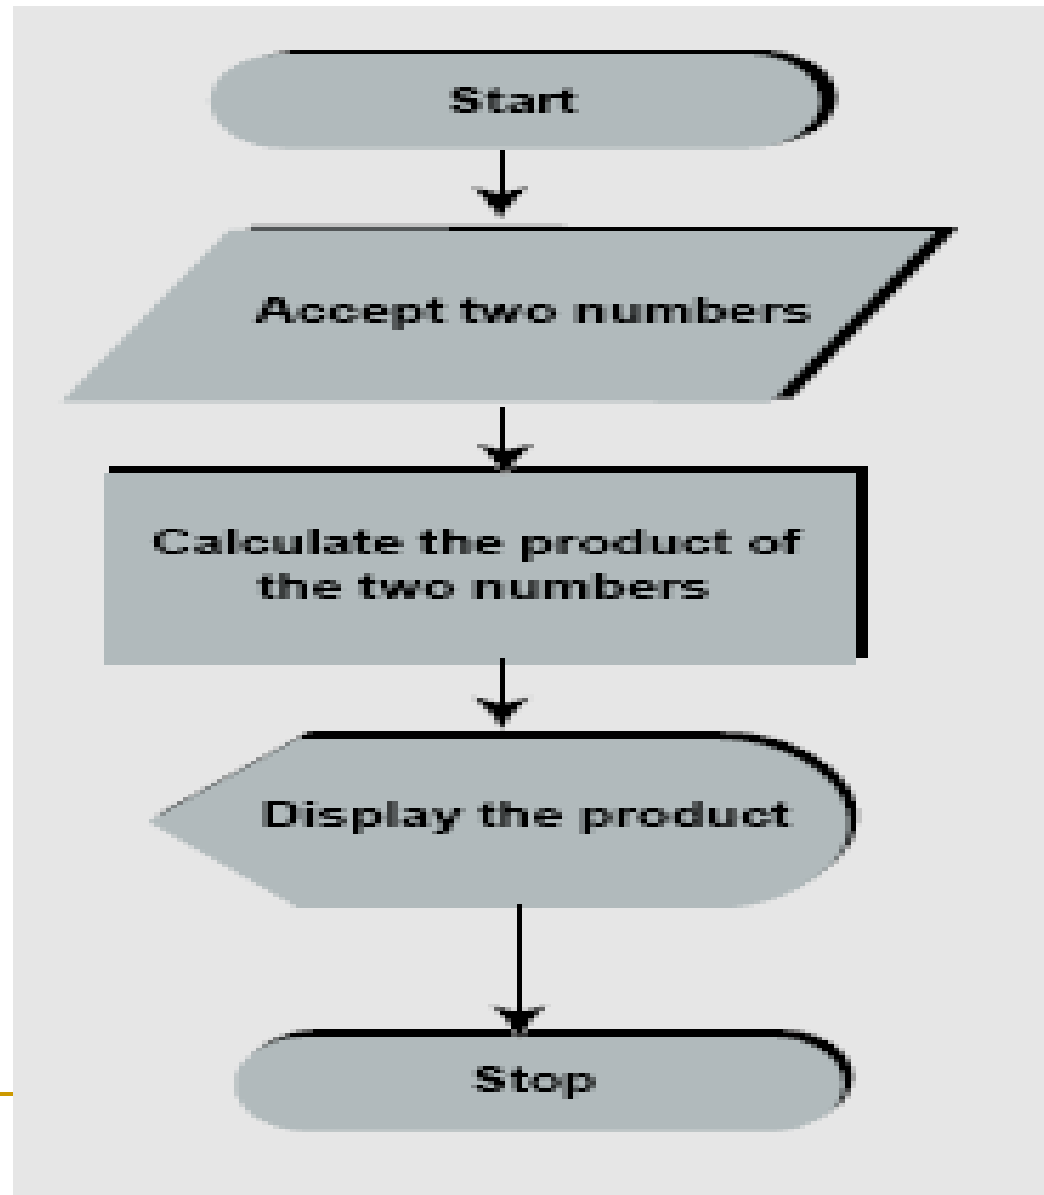 Start
Accept two numbers
Calculate the product of
the two numbers
Display the product
Stop